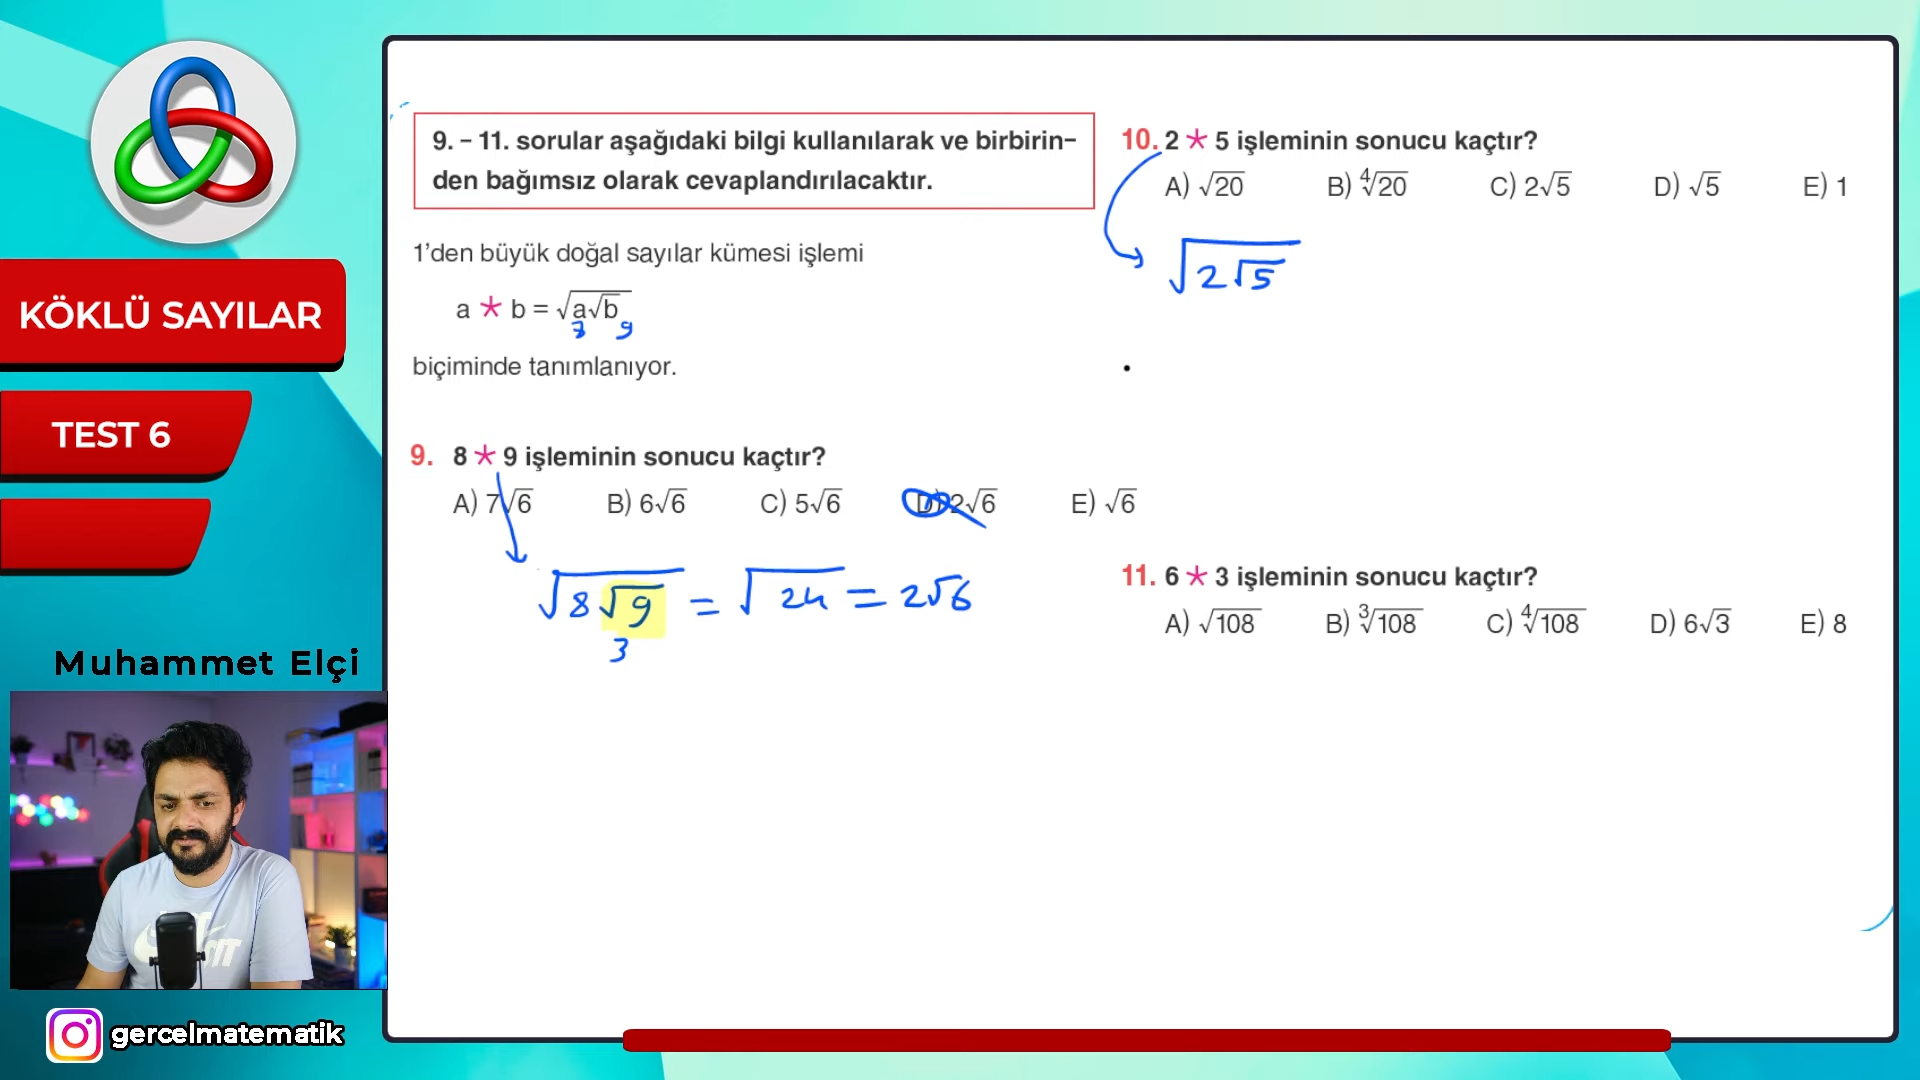 KÖKLÜ SAYILAR
TEST 6
Muhammet Elçi
gercelmatematik
9. – 11. sorular aşağıdaki bilgi kullanılarak ve birbirin–
den bağımsız olarak cevaplandırılacaktır.
1’den büyük doğal sayılar kümesi işlemi
a * b = √(a√b)
biçiminde tanımlanıyor.
9. 8 * 9 işleminin sonucu kaçtır?
A) 7√6 B) 6√6 C) 5√6 D) 2√6 E) √6
√(8√9) = √24 = 2√6
3
10. 2 * 5 işleminin sonucu kaçtır?
A) √20 B) ⁴√20 C) 2√5 D) √5 E) 1
√(2√5)
11. 6 * 3 işleminin sonucu kaçtır?
A) √108 B) ³√108 C) ⁴√108 D) 6√3 E) 8